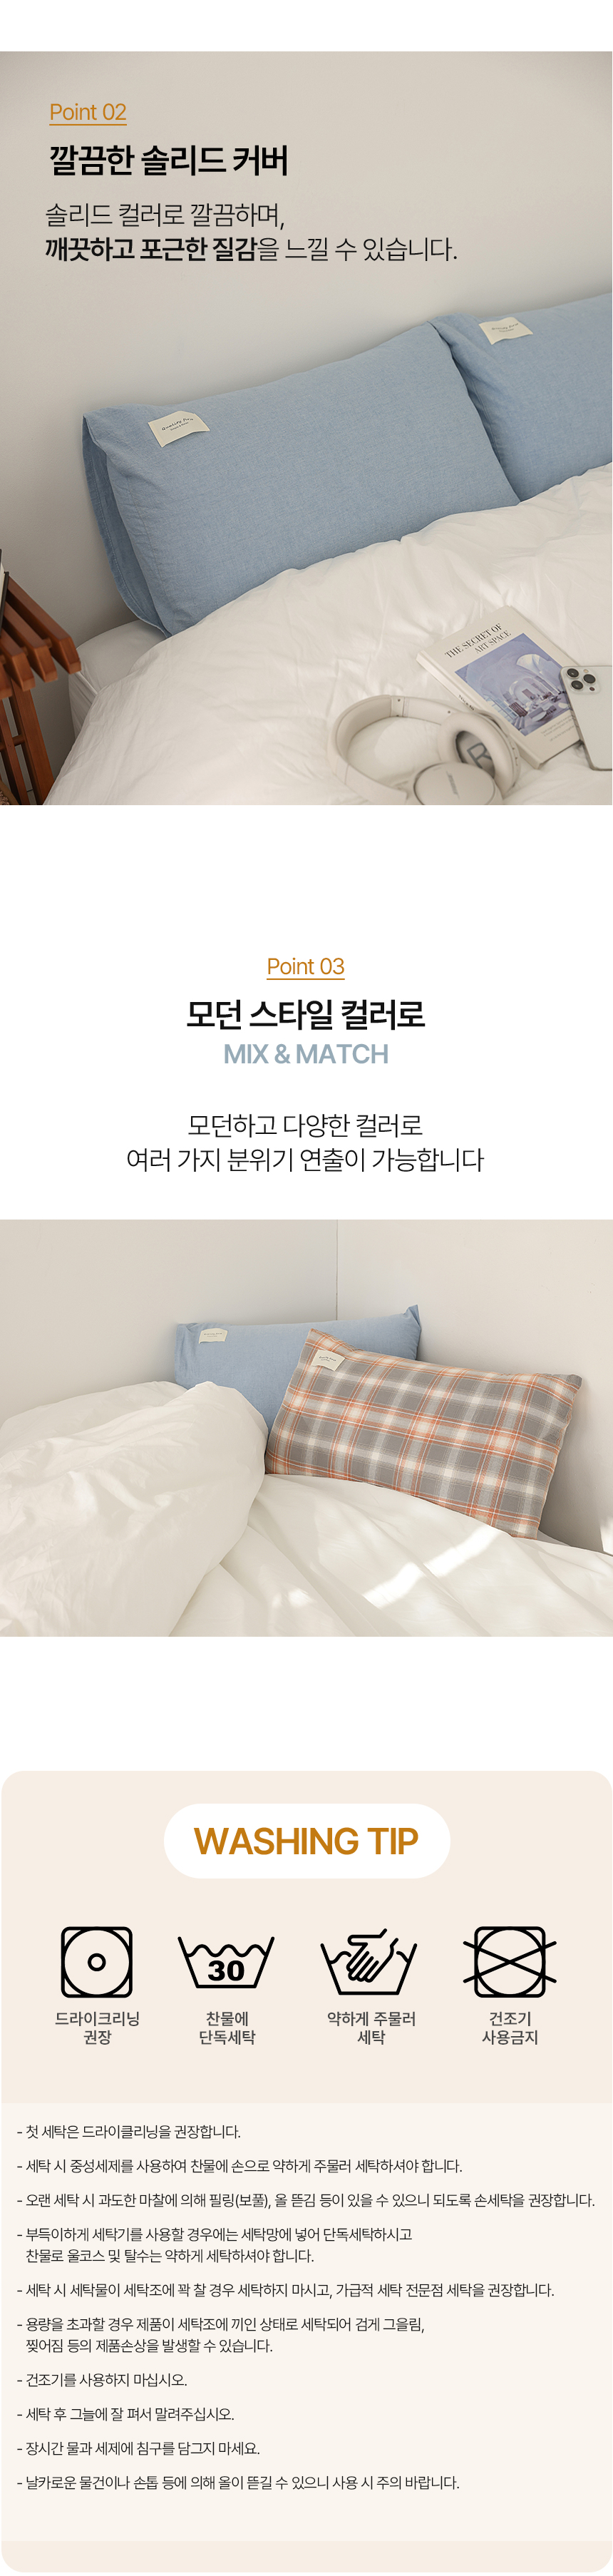 Point 02
깔끔한 솔리드 커버
솔리드 컬러로 깔끔하며,
깨끗하고 포근한 질감을 느낄 수 있습니다.
THE SECRET OF
ART SPACE
Point 03
모던 스타일 컬러로
MIX & MATCH
모던하고 다양한 컬러로
여러 가지 분위기 연출이 가능합니다
WASHING TIP
드라이크리닝
권장
30
찬물에
단독세탁
약하게 주물러
세탁
건조기
사용금지
- 첫 세탁은 드라이클리닝을 권장합니다.
- 세탁 시 중성세제를 사용하여 찬물에 손으로 약하게 주물러 세탁하셔야 합니다.
- 오랜 세탁 시 과도한 마찰에 의해 필링(보풀), 올 뜯김 등이 있을 수 있으니 되도록 손세탁을 권장합니다.
- 부득이하게 세탁기를 사용할 경우에는 세탁망에 넣어 단독세탁하시고
찬물로 울코스 및 탈수는 약하게 세탁하셔야 합니다.
- 세탁 시 세탁물이 세탁조에 꽉 찰 경우 세탁하지 마시고, 가급적 세탁 전문점 세탁을 권장합니다.
- 용량을 초과할 경우 제품이 세탁조에 끼인 상태로 세탁되어 검게 그을림,
찢어짐 등의 제품손상을 발생할 수 있습니다.
- 건조기를 사용하지 마십시오.
- 세탁 후 그늘에 잘 펴서 말려주십시오.
- 장시간 물과 세제에 침구를 담그지 마세요.
- 날카로운 물건이나 손톱 등에 의해 올이 뜯길 수 있으니 사용 시 주의 바랍니다.